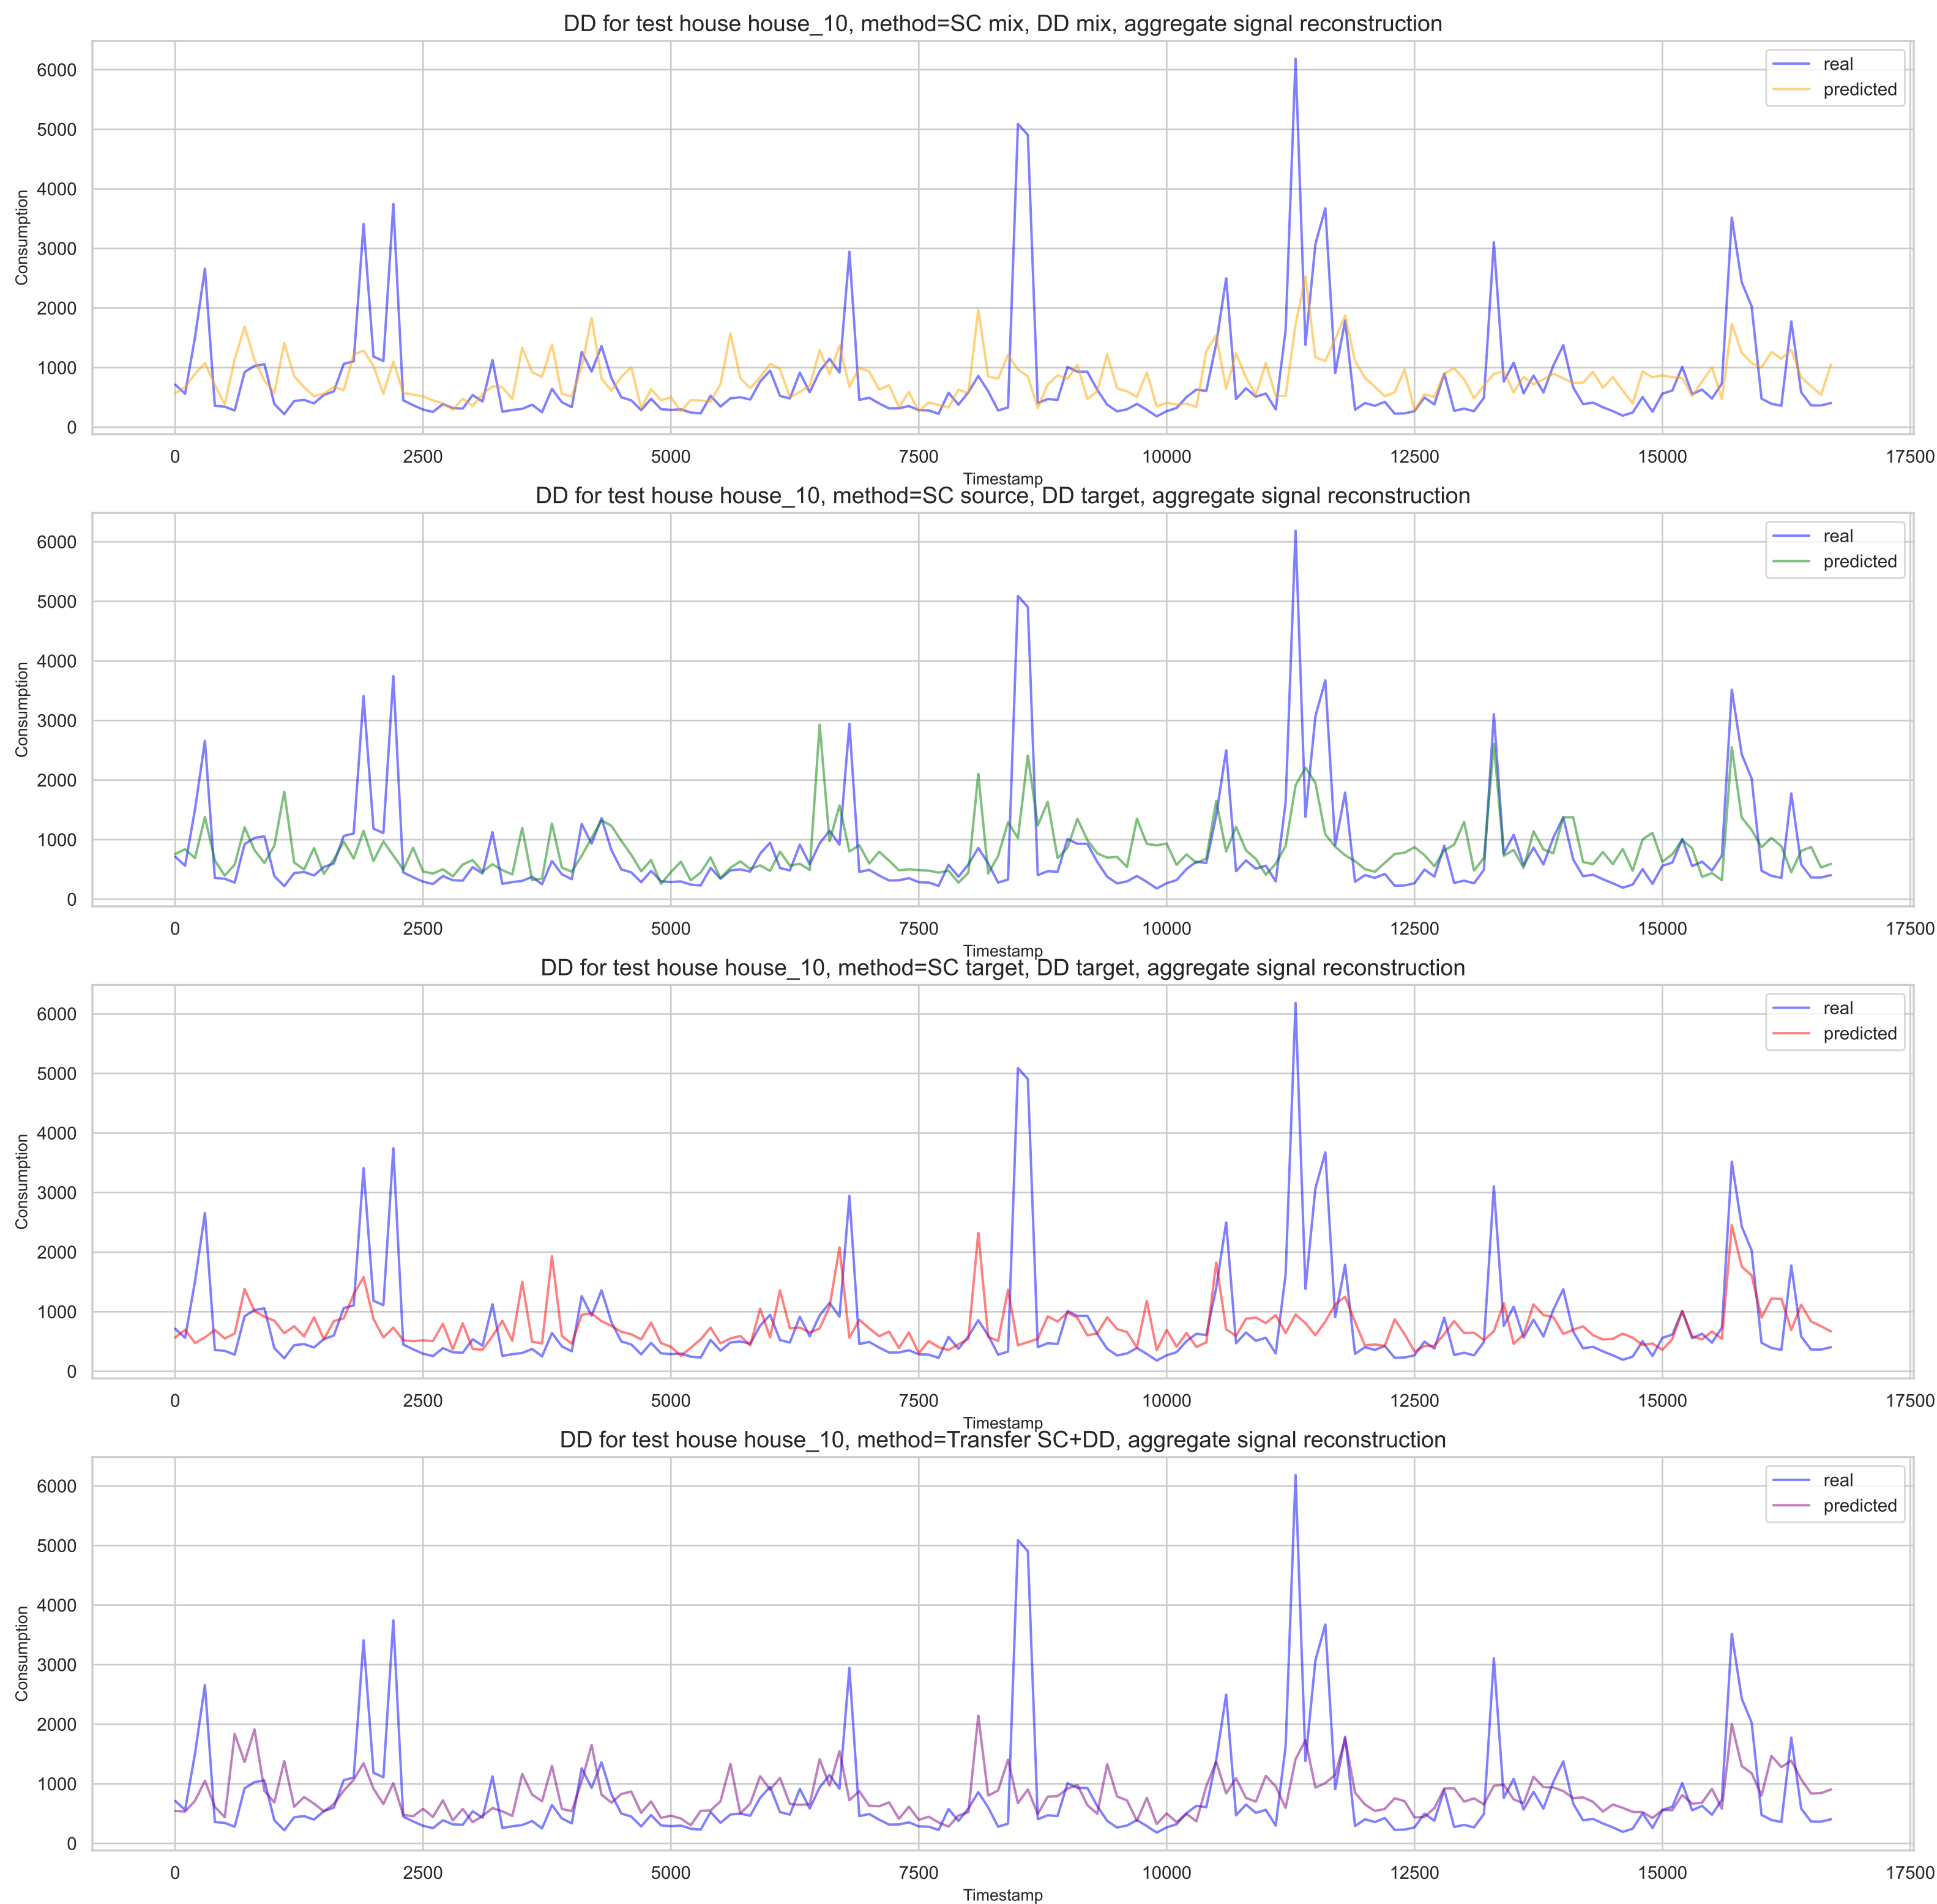 DD for test house house_10, method=SC mix, DD mix, aggregate signal reconstruction
real
predicted
Consumption
6000
5000
4000
3000
2000
1000
0
0 2500 5000 7500 10000 12500 15000 17500
Timestamp
DD for test house house_10, method=SC source, DD target, aggregate signal reconstruction
real
predicted
Consumption
6000
5000
4000
3000
2000
1000
0
0 2500 5000 7500 10000 12500 15000 17500
Timestamp
DD for test house house_10, method=SC target, DD target, aggregate signal reconstruction
real
predicted
Consumption
6000
5000
4000
3000
2000
1000
0
0 2500 5000 7500 10000 12500 15000 17500
Timestamp
DD for test house house_10, method=Transfer SC+DD, aggregate signal reconstruction
real
predicted
Consumption
6000
5000
4000
3000
2000
1000
0
0 2500 5000 7500 10000 12500 15000 17500
Timestamp